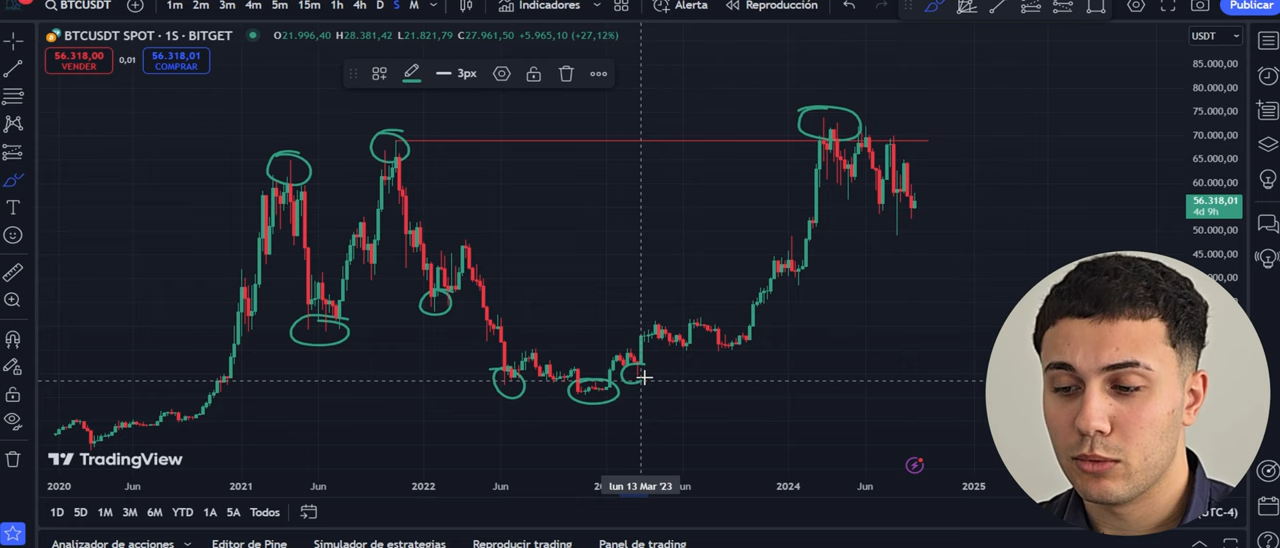 BTCUSDT 1m 2m 3m 5m 15m 1h 4h D S M Indicadores Alerta Reproducción Publicar
BTCUSDT SPOT · 1S · BITGET O21.996,40 H28.381,42 L21.821,79 C27.961,50 +5.965,10 (+27,12%)
USDT
56.318,00
VENDER
0,01
56.318,01
COMPRAR
3px
85.000,00
80.000,00
75.000,00
70.000,00
65.000,00
60.000,00
56.318,01
4d 9h
50.000,00
45.000,00
TradingView
2020 Jun 2021 Jun 2022 Jun lun 13 Mar '23 2024 Jun 2025
1D 5D 1M 3M 6M YTD 1A 5A Todos (UTC-4)
Analizador de acciones Editor de Pine Simulador de estrategias Reproducir trading Panel de trading